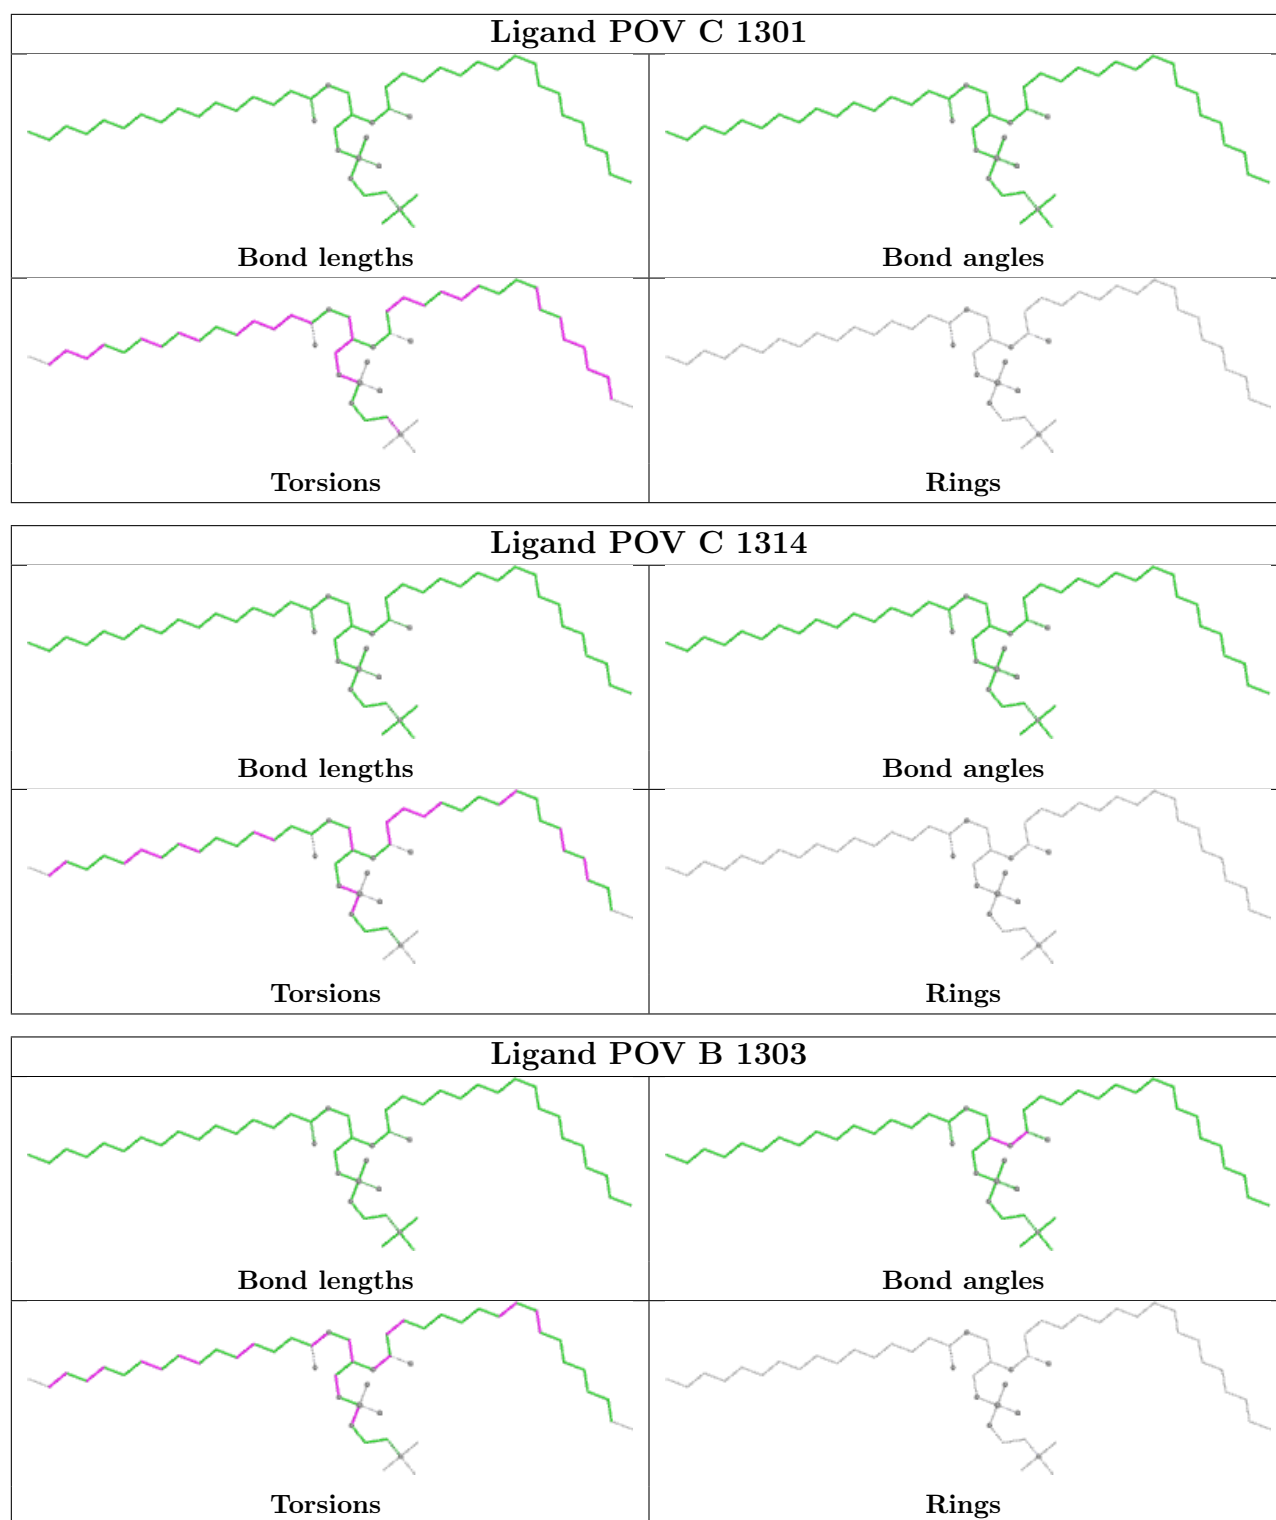 Ligand POV C 1301
Bond lengths
Bond angles
Torsions
Rings
Ligand POV C 1314
Bond lengths
Bond angles
Torsions
Rings
Ligand POV B 1303
Bond lengths
Bond angles
Torsions
Rings